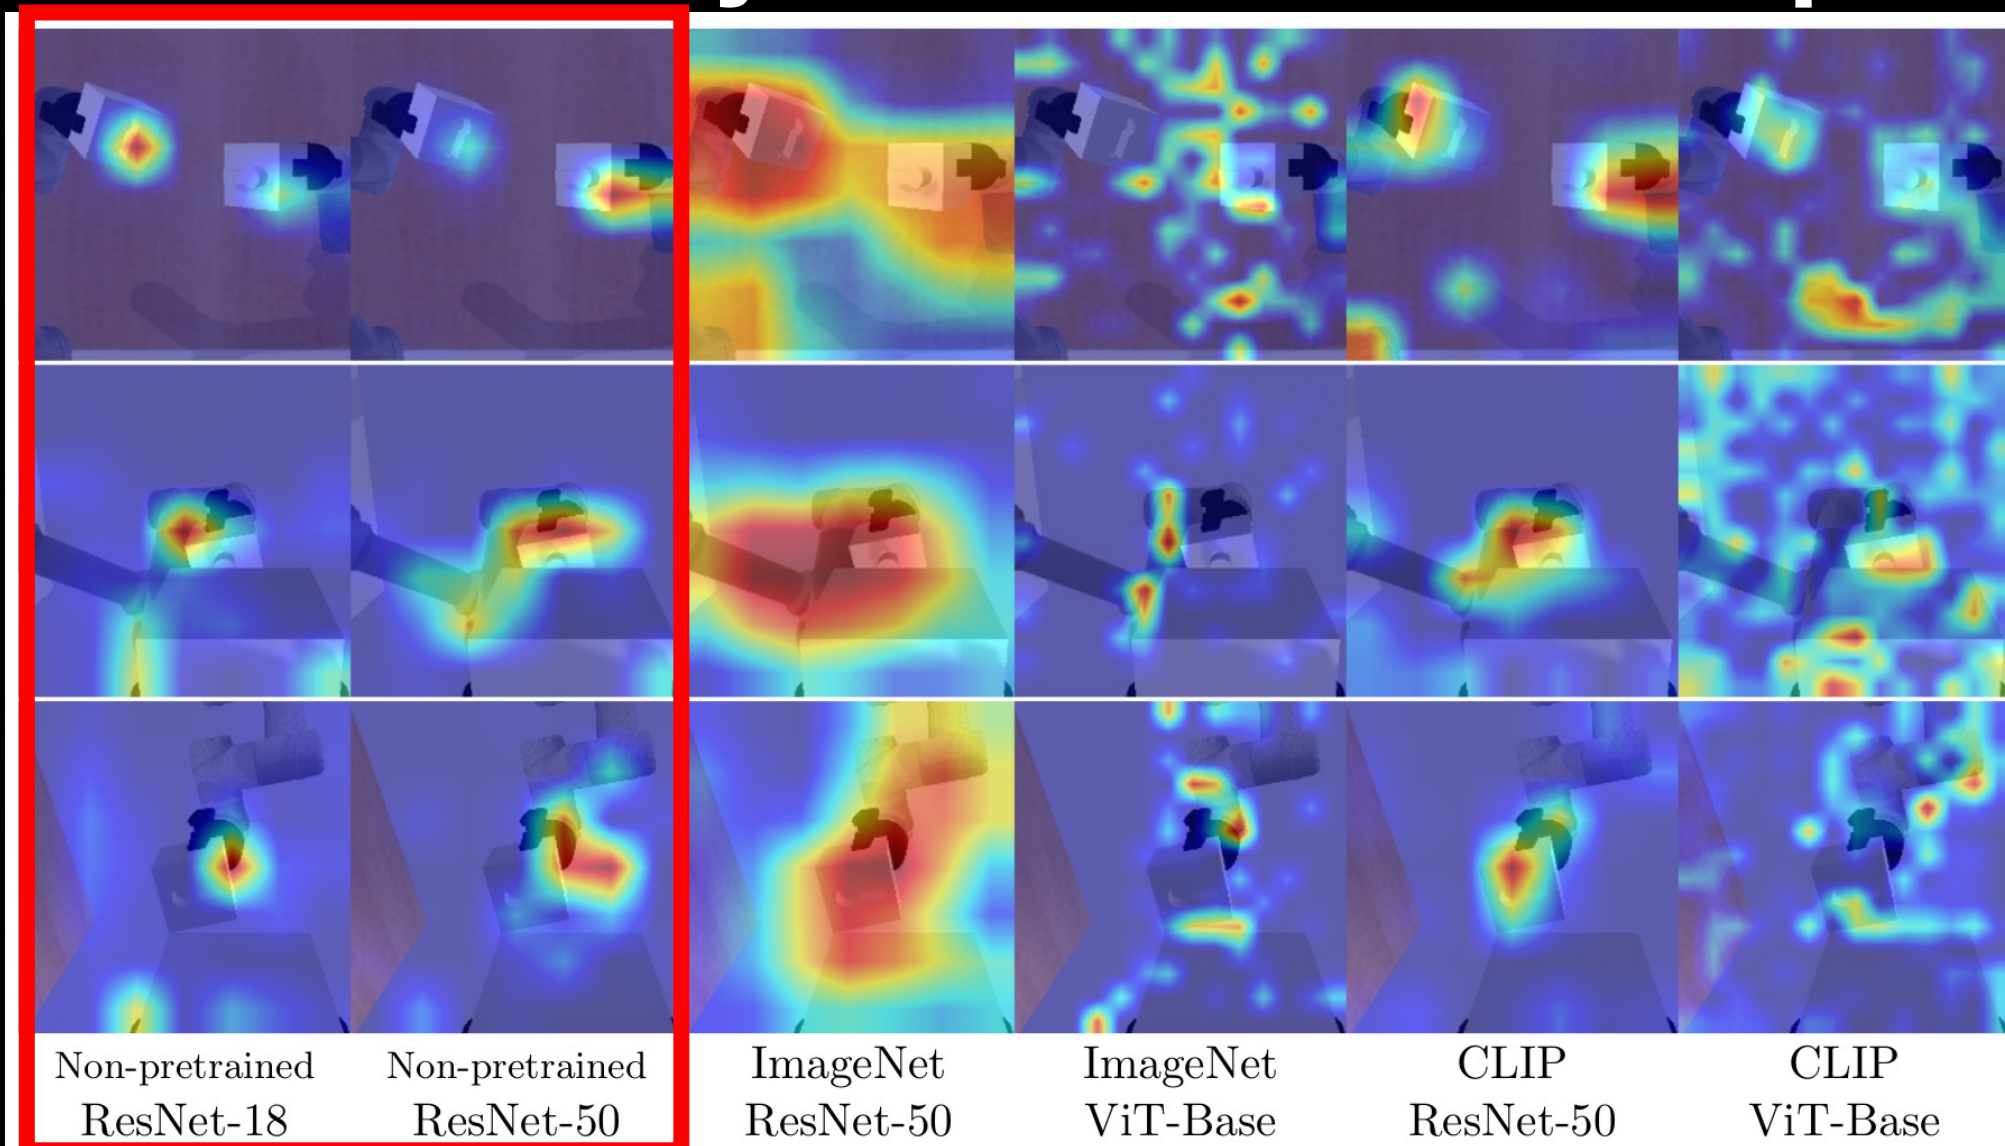 Non-pretrained
ResNet-18
Non-pretrained
ResNet-50
ImageNet
ResNet-50
ImageNet
ViT-Base
CLIP
ResNet-50
CLIP
ViT-Base